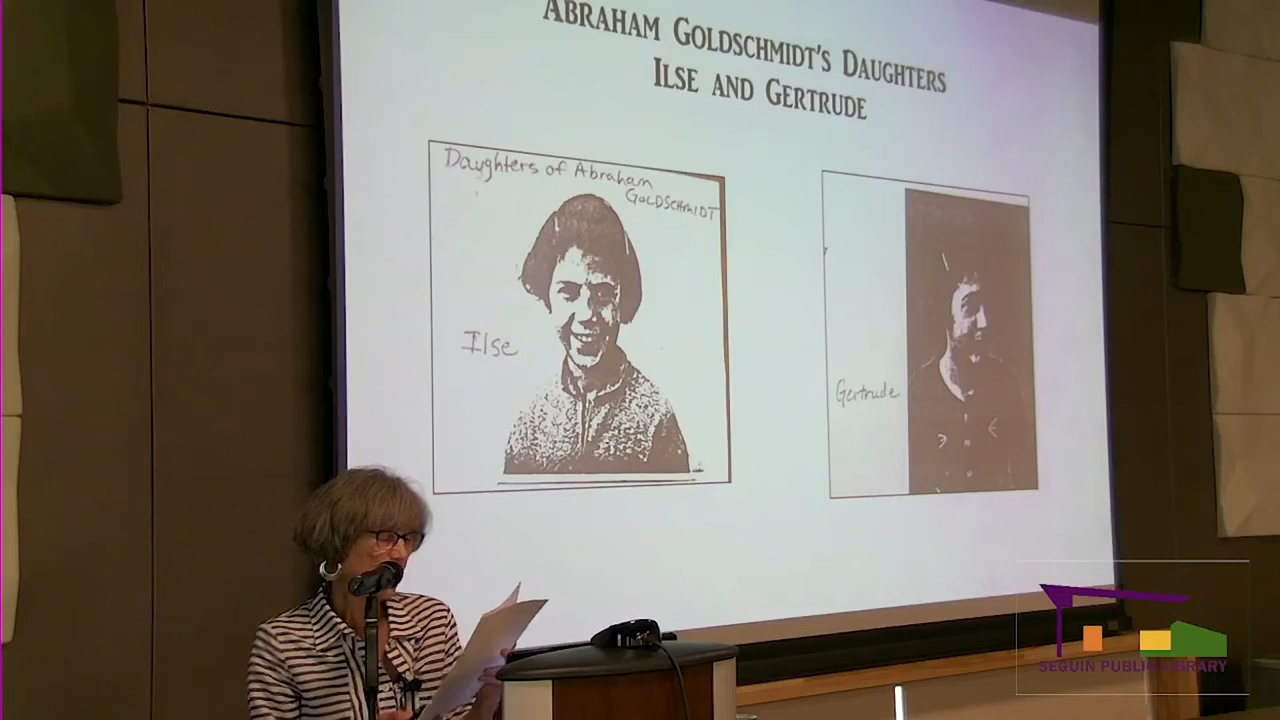 ABRAHAM GOLDSCHMIDT'S DAUGHTERS
ILSE AND GERTRUDE
Daughters of Abraham
GOLDSCHMIDT
Ilse
Gertrude
SEGUIN PUBLIC LIBRARY